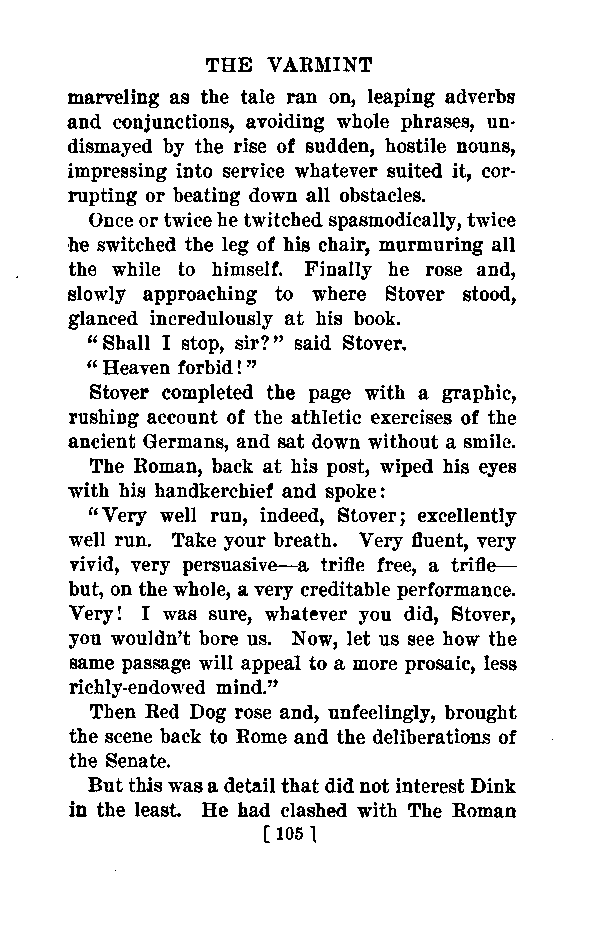 THE VARMINT
marveling as the tale ran on, leaping adverbs
and conjunctions, avoiding whole phrases, un-
dismayed by the rise of sudden, hostile nouns,
impressing into service whatever suited it, cor-
rupting or beating down all obstacles.
Once or twice he twitched spasmodically, twice
he switched the leg of his chair, murmuring all
the while to himself. Finally he rose and,
slowly approaching to where Stover stood,
glanced incredulously at his book.
"Shall I stop, sir?" said Stover.
"Heaven forbid!"
Stover completed the page with a graphic,
rushing account of the athletic exercises of the
ancient Germans, and sat down without a smile.
The Roman, back at his post, wiped his eyes
with his handkerchief and spoke:
"Very well run, indeed, Stover; excellently
well run. Take your breath. Very fluent, very
vivid, very persuasive—a trifle free, a trifle—
but, on the whole, a very creditable performance.
Very! I was sure, whatever you did, Stover,
you wouldn't bore us. Now, let us see how the
same passage will appeal to a more prosaic, less
richly-endowed mind."
Then Red Dog rose and, unfeelingly, brought
the scene back to Rome and the deliberations of
the Senate.
But this was a detail that did not interest Dink
in the least. He had clashed with The Roman
[ 105 ]